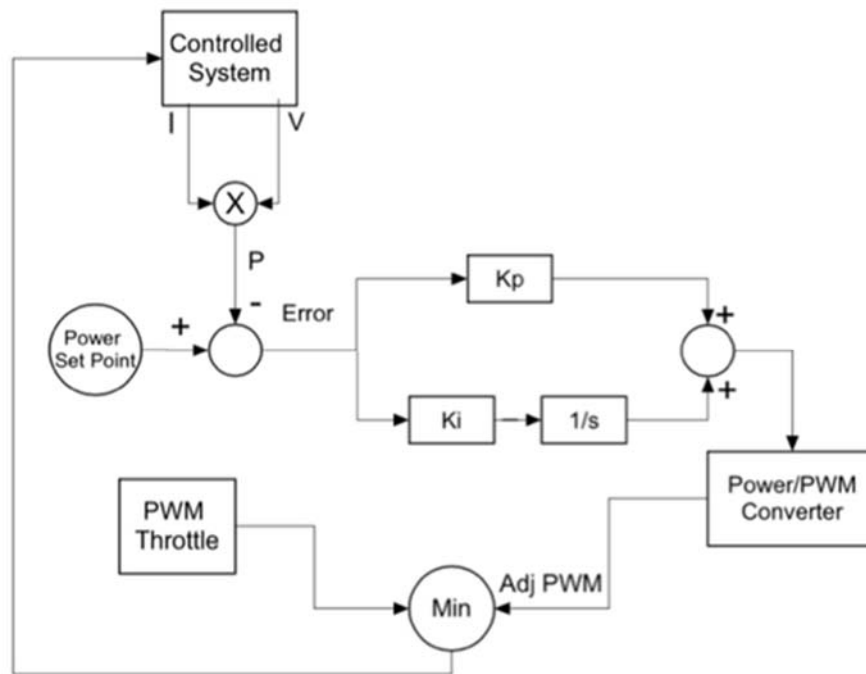 Controlled
System
I
V
X
P
-
Error
Kp
+
Power
Set Point
+
+
Ki
1/s
PWM
Throttle
Power/PWM
Converter
Adj PWM
Min